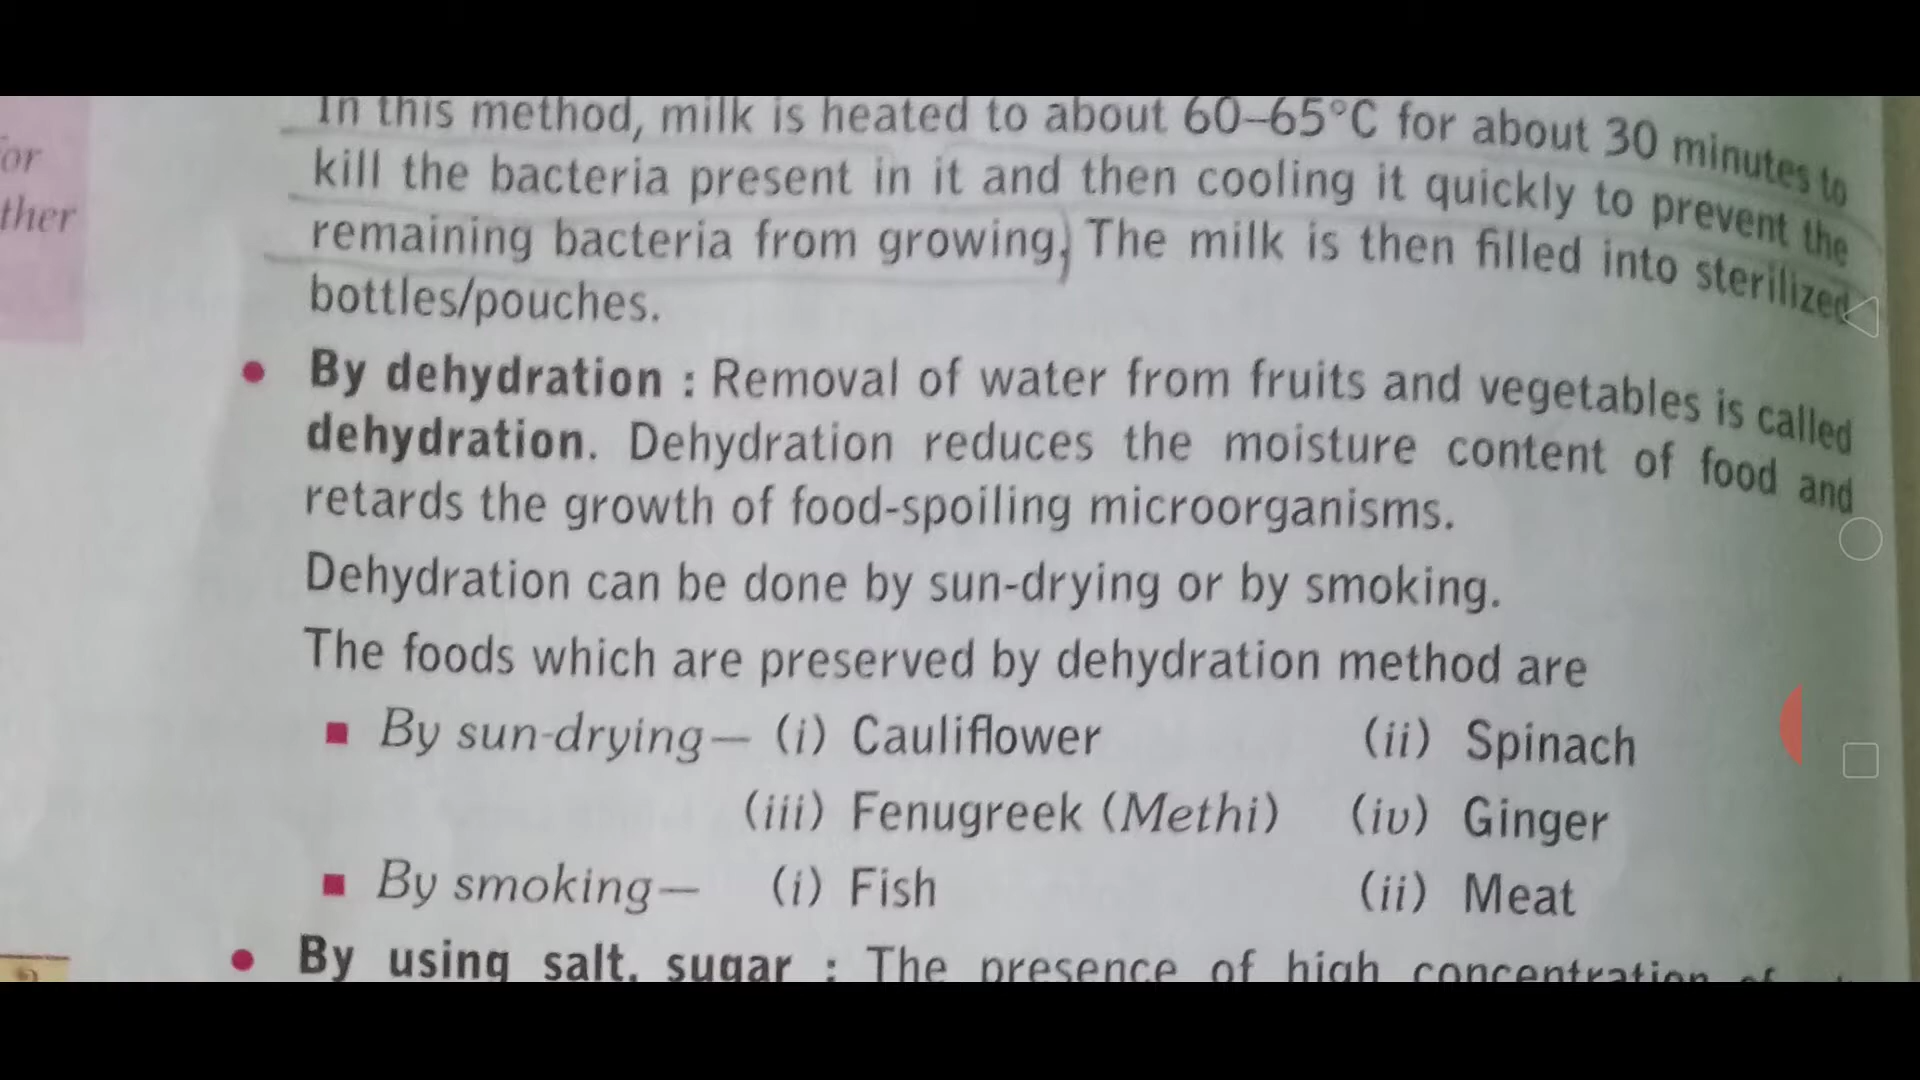 or
ther
In this method, milk is heated to about 60–65°C for about 30 minutes to
kill the bacteria present in it and then cooling it quickly to prevent the
remaining bacteria from growing. The milk is then filled into sterilized
bottles/pouches.
• By dehydration : Removal of water from fruits and vegetables is called
dehydration. Dehydration reduces the moisture content of food and
retards the growth of food-spoiling microorganisms.
Dehydration can be done by sun-drying or by smoking.
The foods which are preserved by dehydration method are
▪ By sun-drying— (i) Cauliflower (ii) Spinach
(iii) Fenugreek (Methi) (iv) Ginger
▪ By smoking— (i) Fish (ii) Meat
• By using salt, sugar : The presence of high concentration of